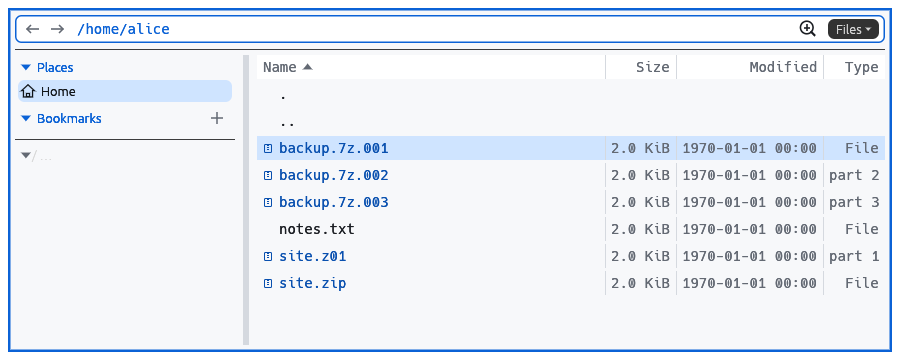 /home/alice Files
Places
Home
Bookmarks
/ ...
Name Size Modified Type
.
..
backup.7z.001 2.0 KiB 1970-01-01 00:00 File
backup.7z.002 2.0 KiB 1970-01-01 00:00 part 2
backup.7z.003 2.0 KiB 1970-01-01 00:00 part 3
notes.txt 2.0 KiB 1970-01-01 00:00 File
site.z01 2.0 KiB 1970-01-01 00:00 part 1
site.zip 2.0 KiB 1970-01-01 00:00 File